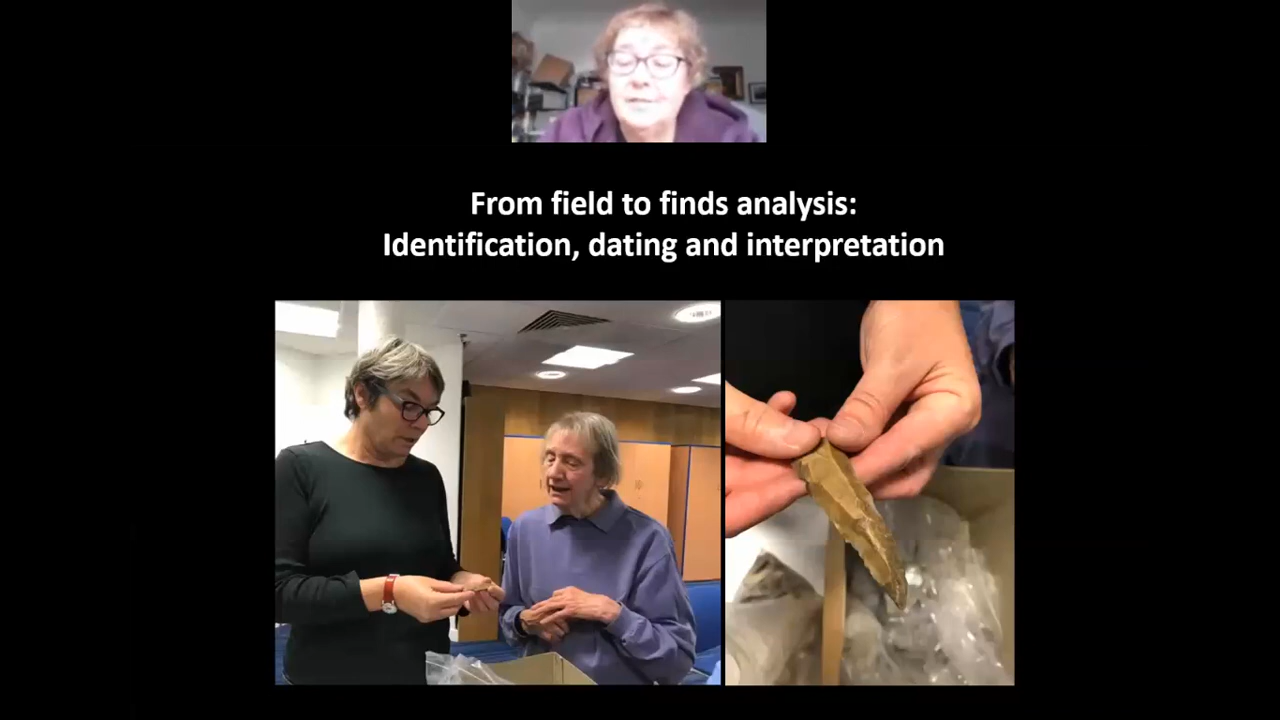 From field to finds analysis:
Identification, dating and interpretation